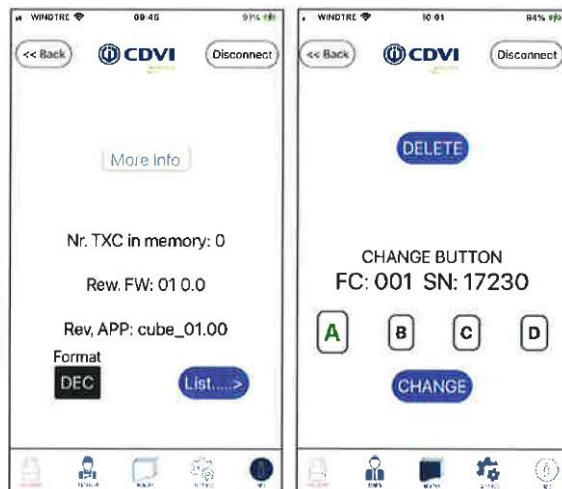 WINDTRE 09:45 91%
<< Back CDVI Disconnect
More Info
Nr. TXC in memory: 0
Rew. FW: 01 0.0
Rev, APP: cube_01.00
Format
DEC
List.....>
WINDTRE 10:01 84%
<< Back CDVI Disconnect
DELETE
CHANGE BUTTON
FC: 001 SN: 17230
A B C D
CHANGE